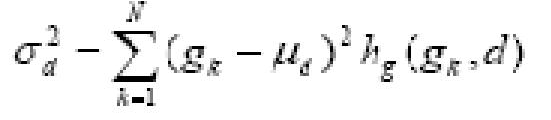 σ_d^2 − ∑_{k=1}^{N} (g_k − μ_d)^2 h_g(g_k, d)